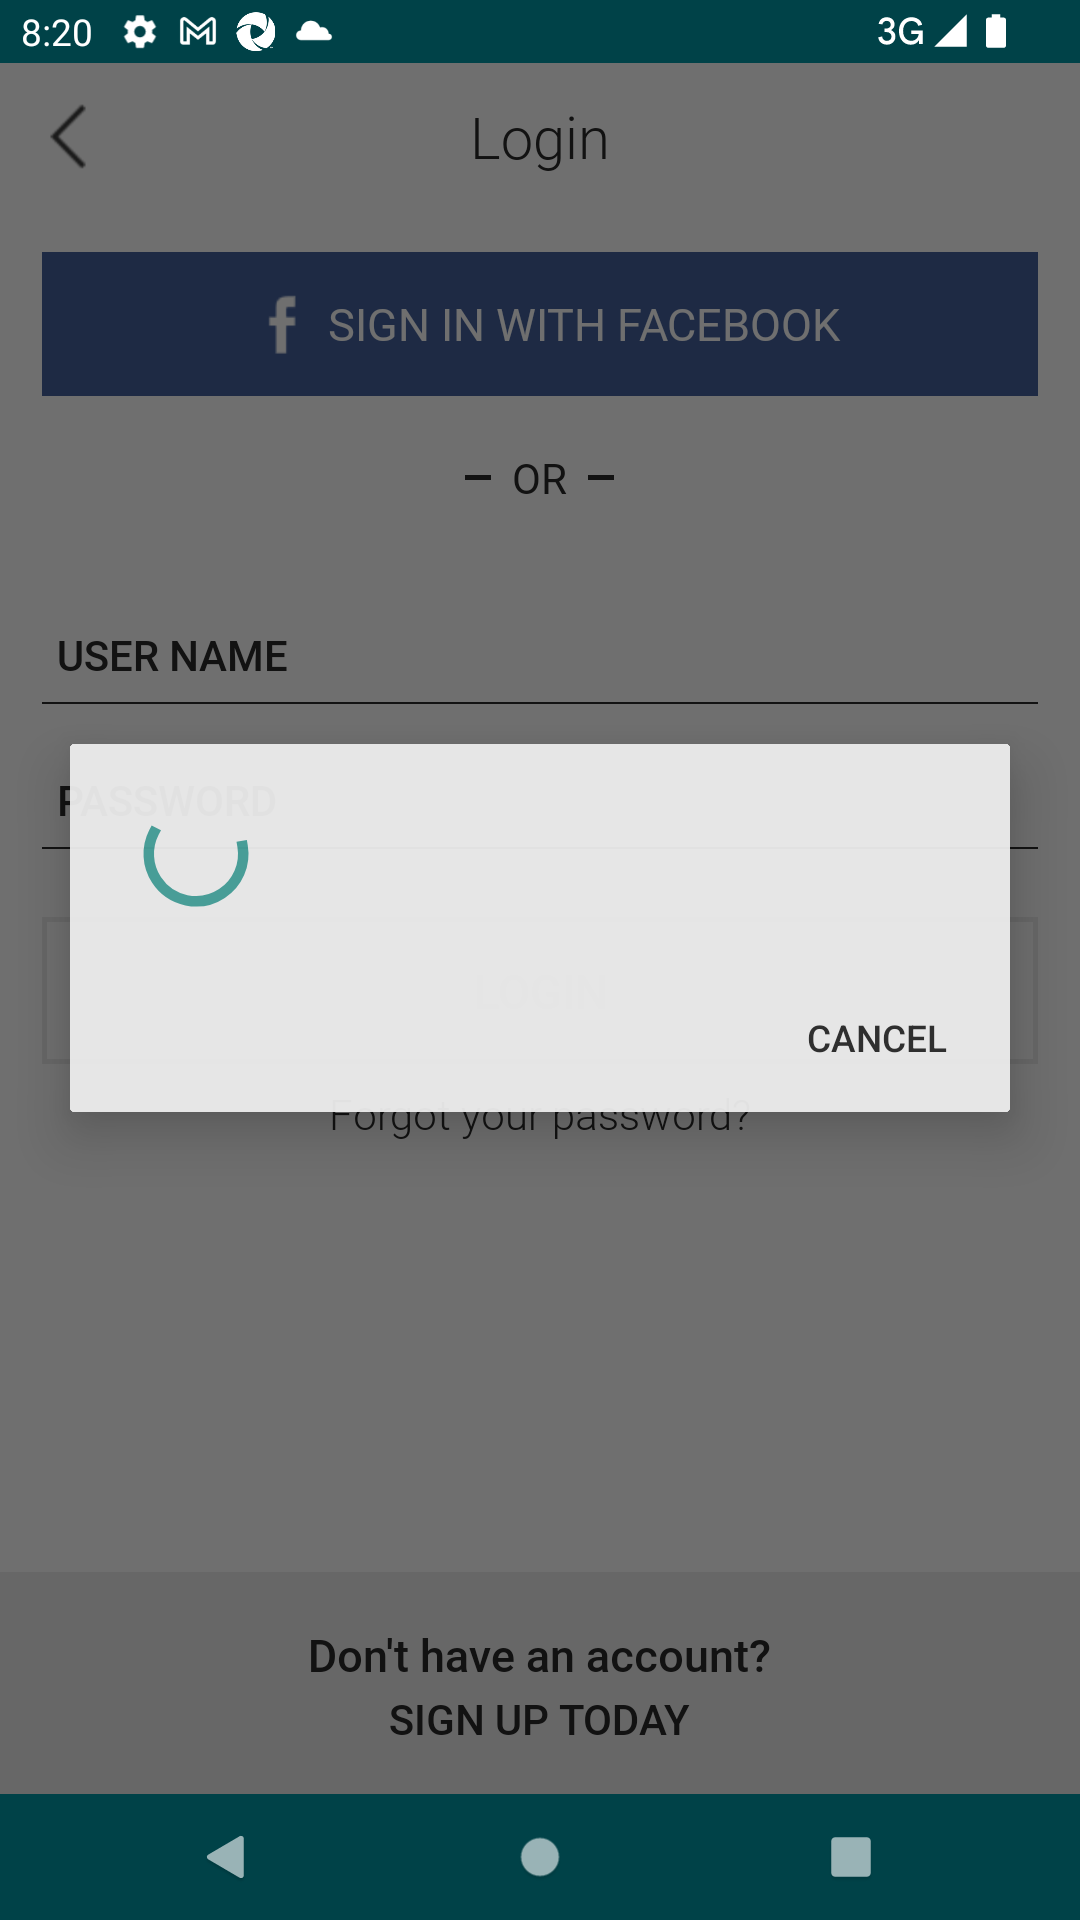 8:20 3G
Login
f SIGN IN WITH FACEBOOK
OR
USER NAME
PASSWORD
CANCEL
Forgot your password?
Don't have an account?
SIGN UP TODAY